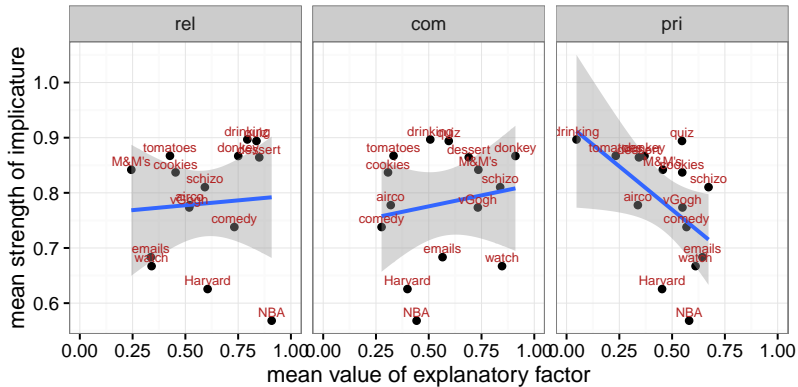 rel com pri
mean strength of implicature
1.0
0.9
0.8
0.7
0.6
drinking quiz
tomatoes donkey dessert
M&M's cookies
schizo
airco
vGogh
comedy
emails
watch
Harvard
NBA
drinking quiz
tomatoes dessert donkey
cookies M&M's
schizo
airco vGogh
comedy
emails
watch
Harvard
NBA
drinking quiz
tomatoes dessert donkey
M&M's cookies
schizo
airco vGogh
comedy
emails
watch
Harvard
NBA
0.00 0.25 0.50 0.75 1.00 0.00 0.25 0.50 0.75 1.00 0.00 0.25 0.50 0.75 1.00
mean value of explanatory factor